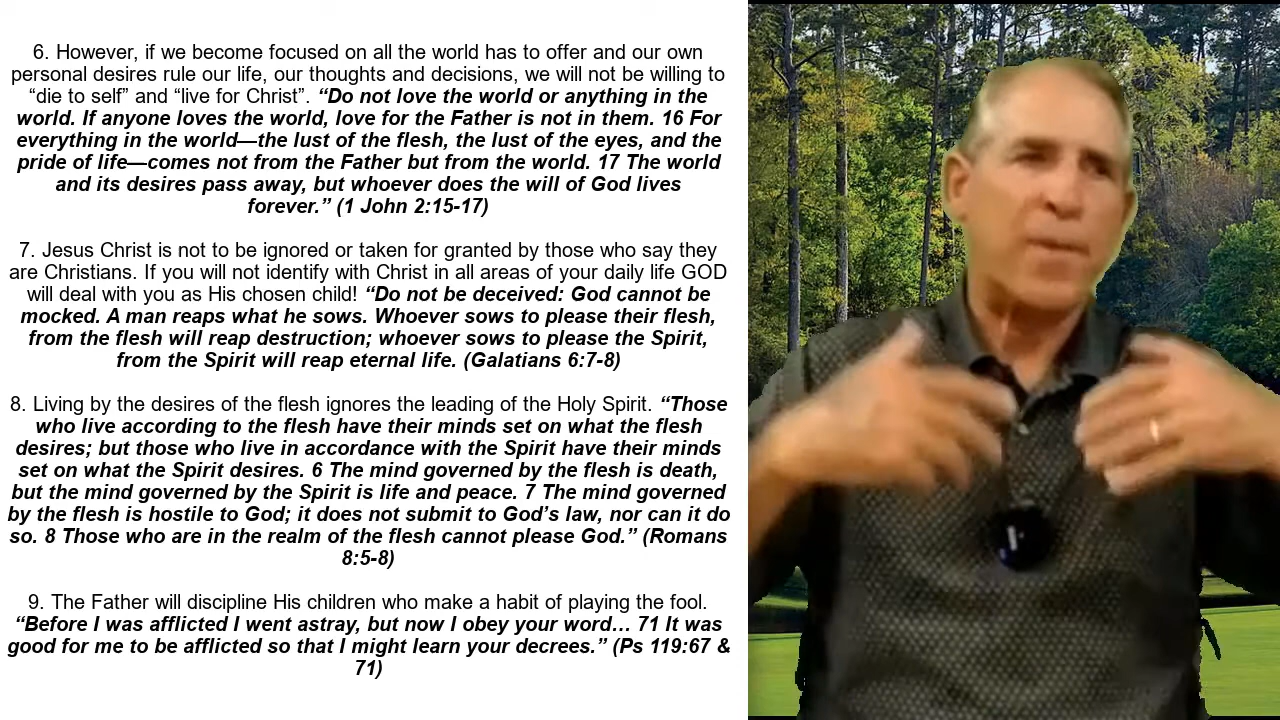 6. However, if we become focused on all the world has to offer and our own
personal desires rule our life, our thoughts and decisions, we will not be willing to
“die to self” and “live for Christ”. “Do not love the world or anything in the
world. If anyone loves the world, love for the Father is not in them. 16 For
everything in the world—the lust of the flesh, the lust of the eyes, and the
pride of life—comes not from the Father but from the world. 17 The world
and its desires pass away, but whoever does the will of God lives
forever.” (1 John 2:15-17)
7. Jesus Christ is not to be ignored or taken for granted by those who say they
are Christians. If you will not identify with Christ in all areas of your daily life GOD
will deal with you as His chosen child! “Do not be deceived: God cannot be
mocked. A man reaps what he sows. Whoever sows to please their flesh,
from the flesh will reap destruction; whoever sows to please the Spirit,
from the Spirit will reap eternal life. (Galatians 6:7-8)
8. Living by the desires of the flesh ignores the leading of the Holy Spirit. “Those
who live according to the flesh have their minds set on what the flesh
desires; but those who live in accordance with the Spirit have their minds
set on what the Spirit desires. 6 The mind governed by the flesh is death,
but the mind governed by the Spirit is life and peace. 7 The mind governed
by the flesh is hostile to God; it does not submit to God’s law, nor can it do
so. 8 Those who are in the realm of the flesh cannot please God.” (Romans
8:5-8)
9. The Father will discipline His children who make a habit of playing the fool.
“Before I was afflicted I went astray, but now I obey your word… 71 It was
good for me to be afflicted so that I might learn your decrees.” (Ps 119:67 &
71)